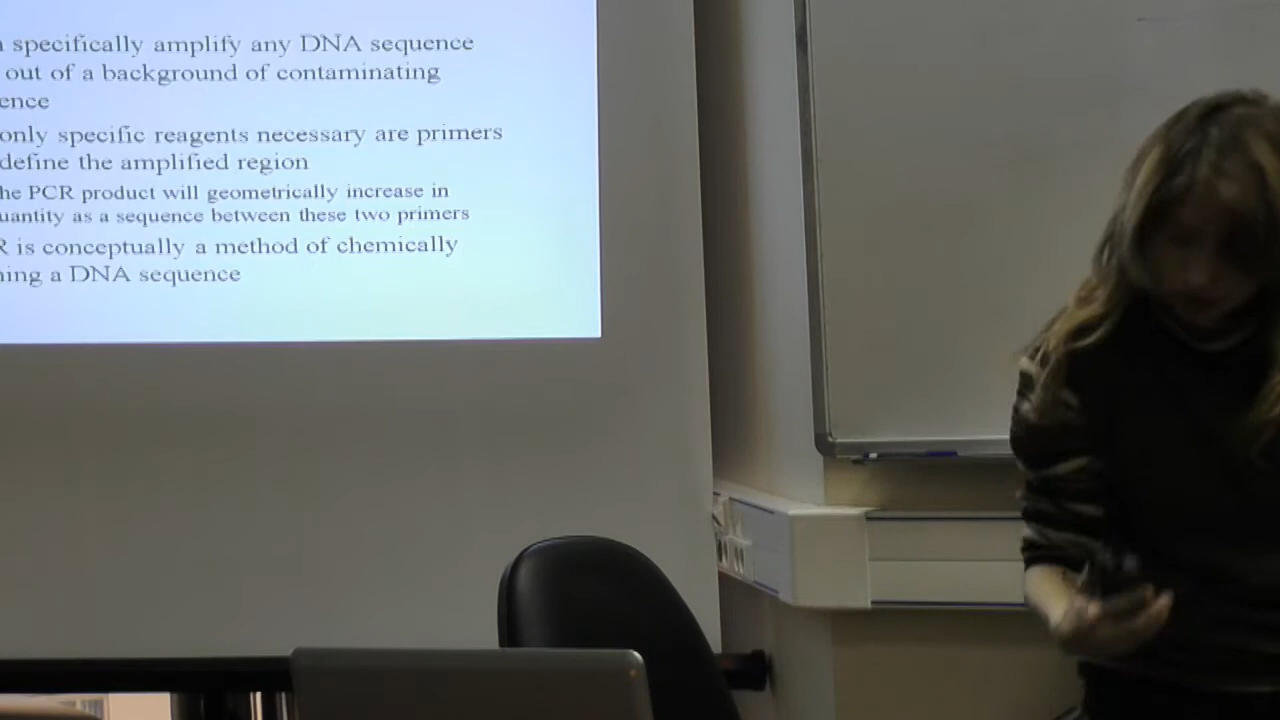 specifically amplify any DNA sequence
out of a background of contaminating
ence
only specific reagents necessary are primers
define the amplified region
he PCR product will geometrically increase in
uantity as a sequence between these two primers
R is conceptually a method of chemically
ning a DNA sequence